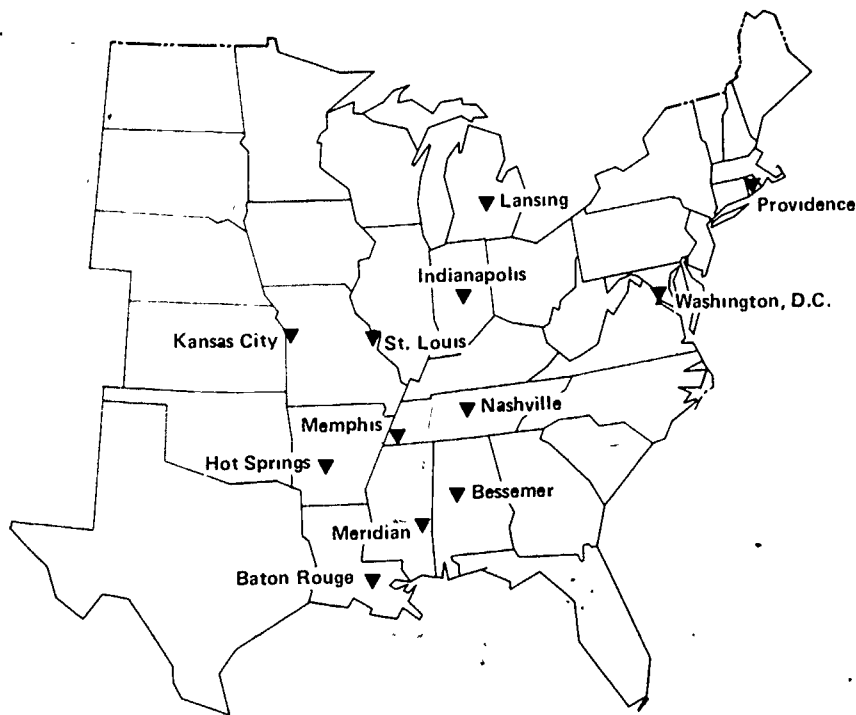 Lansing
Providence
Indianapolis
Washington, D.C.
Kansas City
St. Louis
Nashville
Memphis
Hot Springs
Bessemer
Meridian
Baton Rouge